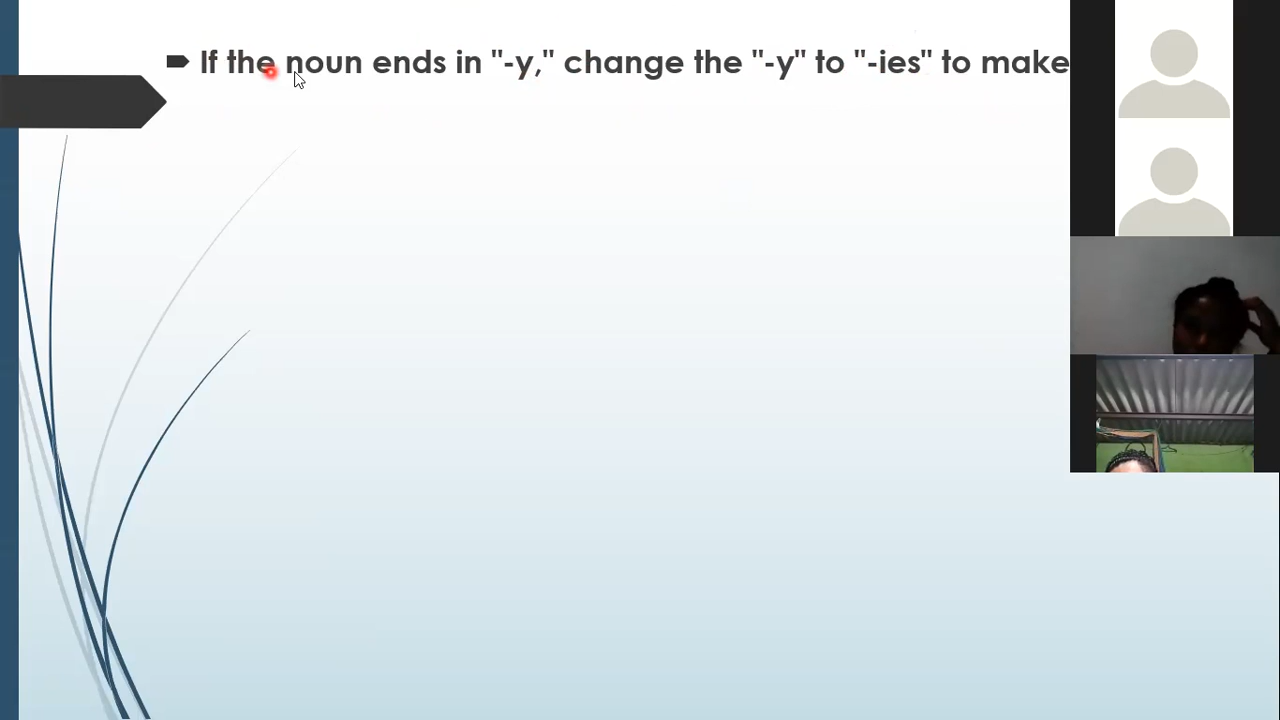 If the noun ends in "-y," change the "-y" to "-ies" to make